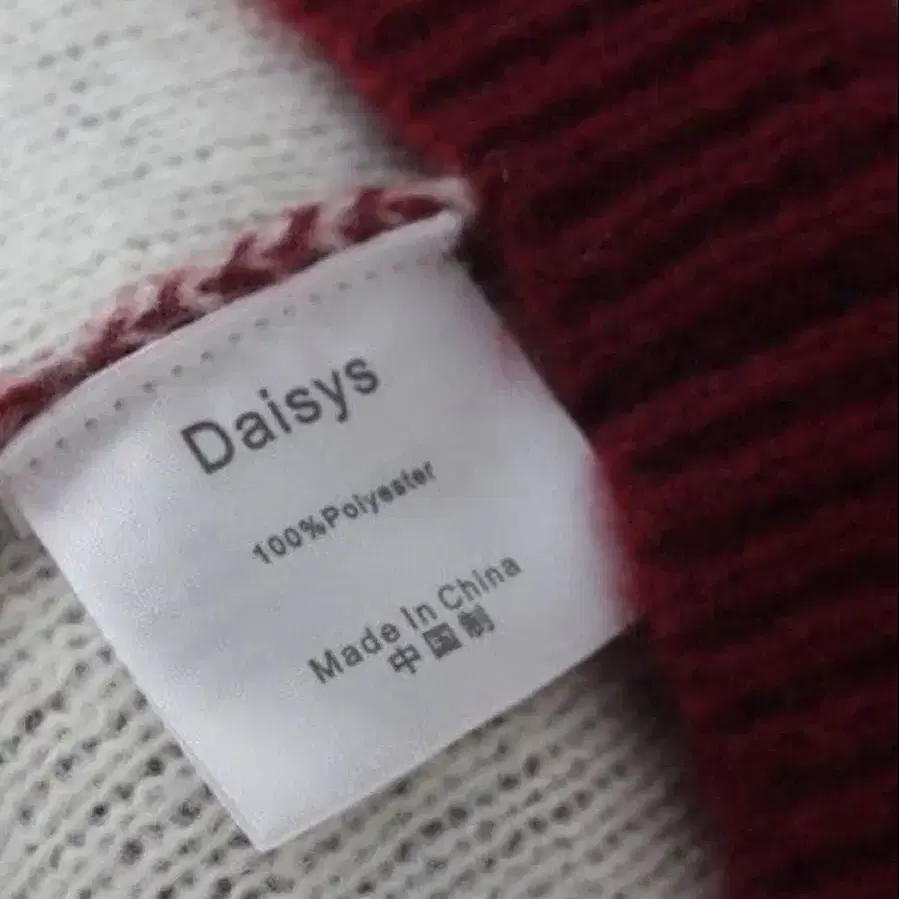 Daisys
100%Polyester
Made In China
中国制